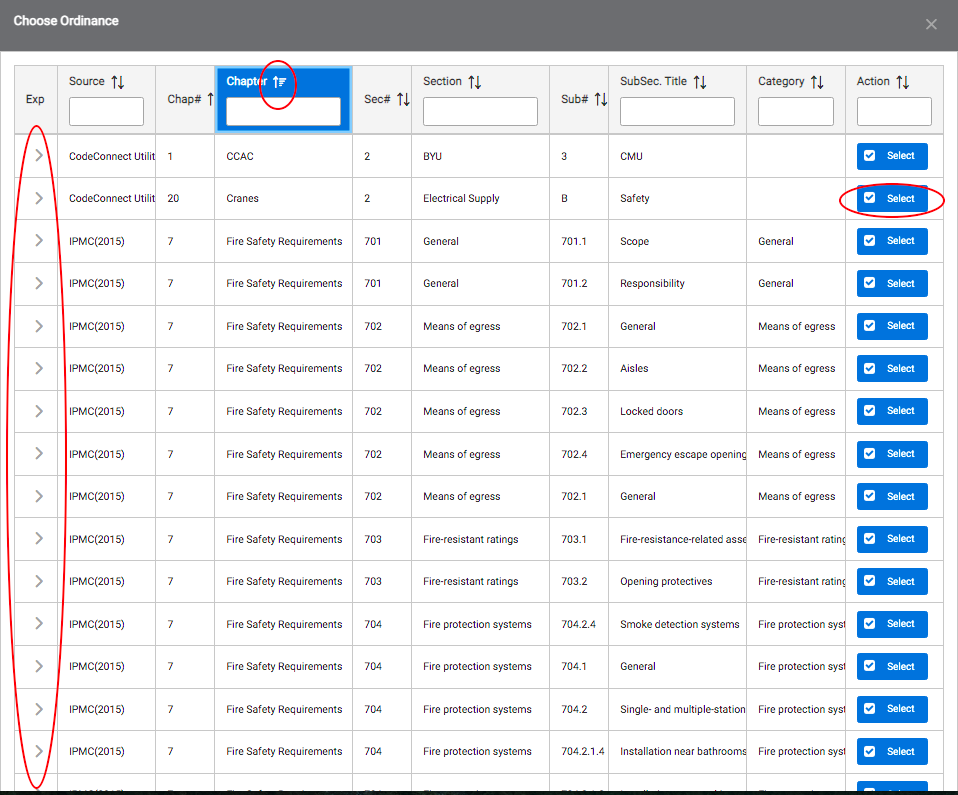 Choose Ordinance
Exp Source Chap# Chapter Sec# Section Sub# SubSec. Title Category Action
CodeConnect Utilit 1 CCAC 2 BYU 3 CMU Select
CodeConnect Utilit 20 Cranes 2 Electrical Supply B Safety Select
IPMC(2015) 7 Fire Safety Requirements 701 General 701.1 Scope General Select
IPMC(2015) 7 Fire Safety Requirements 701 General 701.2 Responsibility General Select
IPMC(2015) 7 Fire Safety Requirements 702 Means of egress 702.1 General Means of egress Select
IPMC(2015) 7 Fire Safety Requirements 702 Means of egress 702.2 Aisles Means of egress Select
IPMC(2015) 7 Fire Safety Requirements 702 Means of egress 702.3 Locked doors Means of egress Select
IPMC(2015) 7 Fire Safety Requirements 702 Means of egress 702.4 Emergency escape opening Means of egress Select
IPMC(2015) 7 Fire Safety Requirements 702 Means of egress 702.1 General Means of egress Select
IPMC(2015) 7 Fire Safety Requirements 703 Fire-resistant ratings 703.1 Fire-resistance-related asse Fire-resistant rating Select
IPMC(2015) 7 Fire Safety Requirements 703 Fire-resistant ratings 703.2 Opening protectives Fire-resistant rating Select
IPMC(2015) 7 Fire Safety Requirements 704 Fire protection systems 704.2.4 Smoke detection systems Fire protection syst Select
IPMC(2015) 7 Fire Safety Requirements 704 Fire protection systems 704.1 General Fire protection syst Select
IPMC(2015) 7 Fire Safety Requirements 704 Fire protection systems 704.2 Single- and multiple-station Fire protection syst Select
IPMC(2015) 7 Fire Safety Requirements 704 Fire protection systems 704.2.1.4 Installation near bathrooms Fire protection syst Select